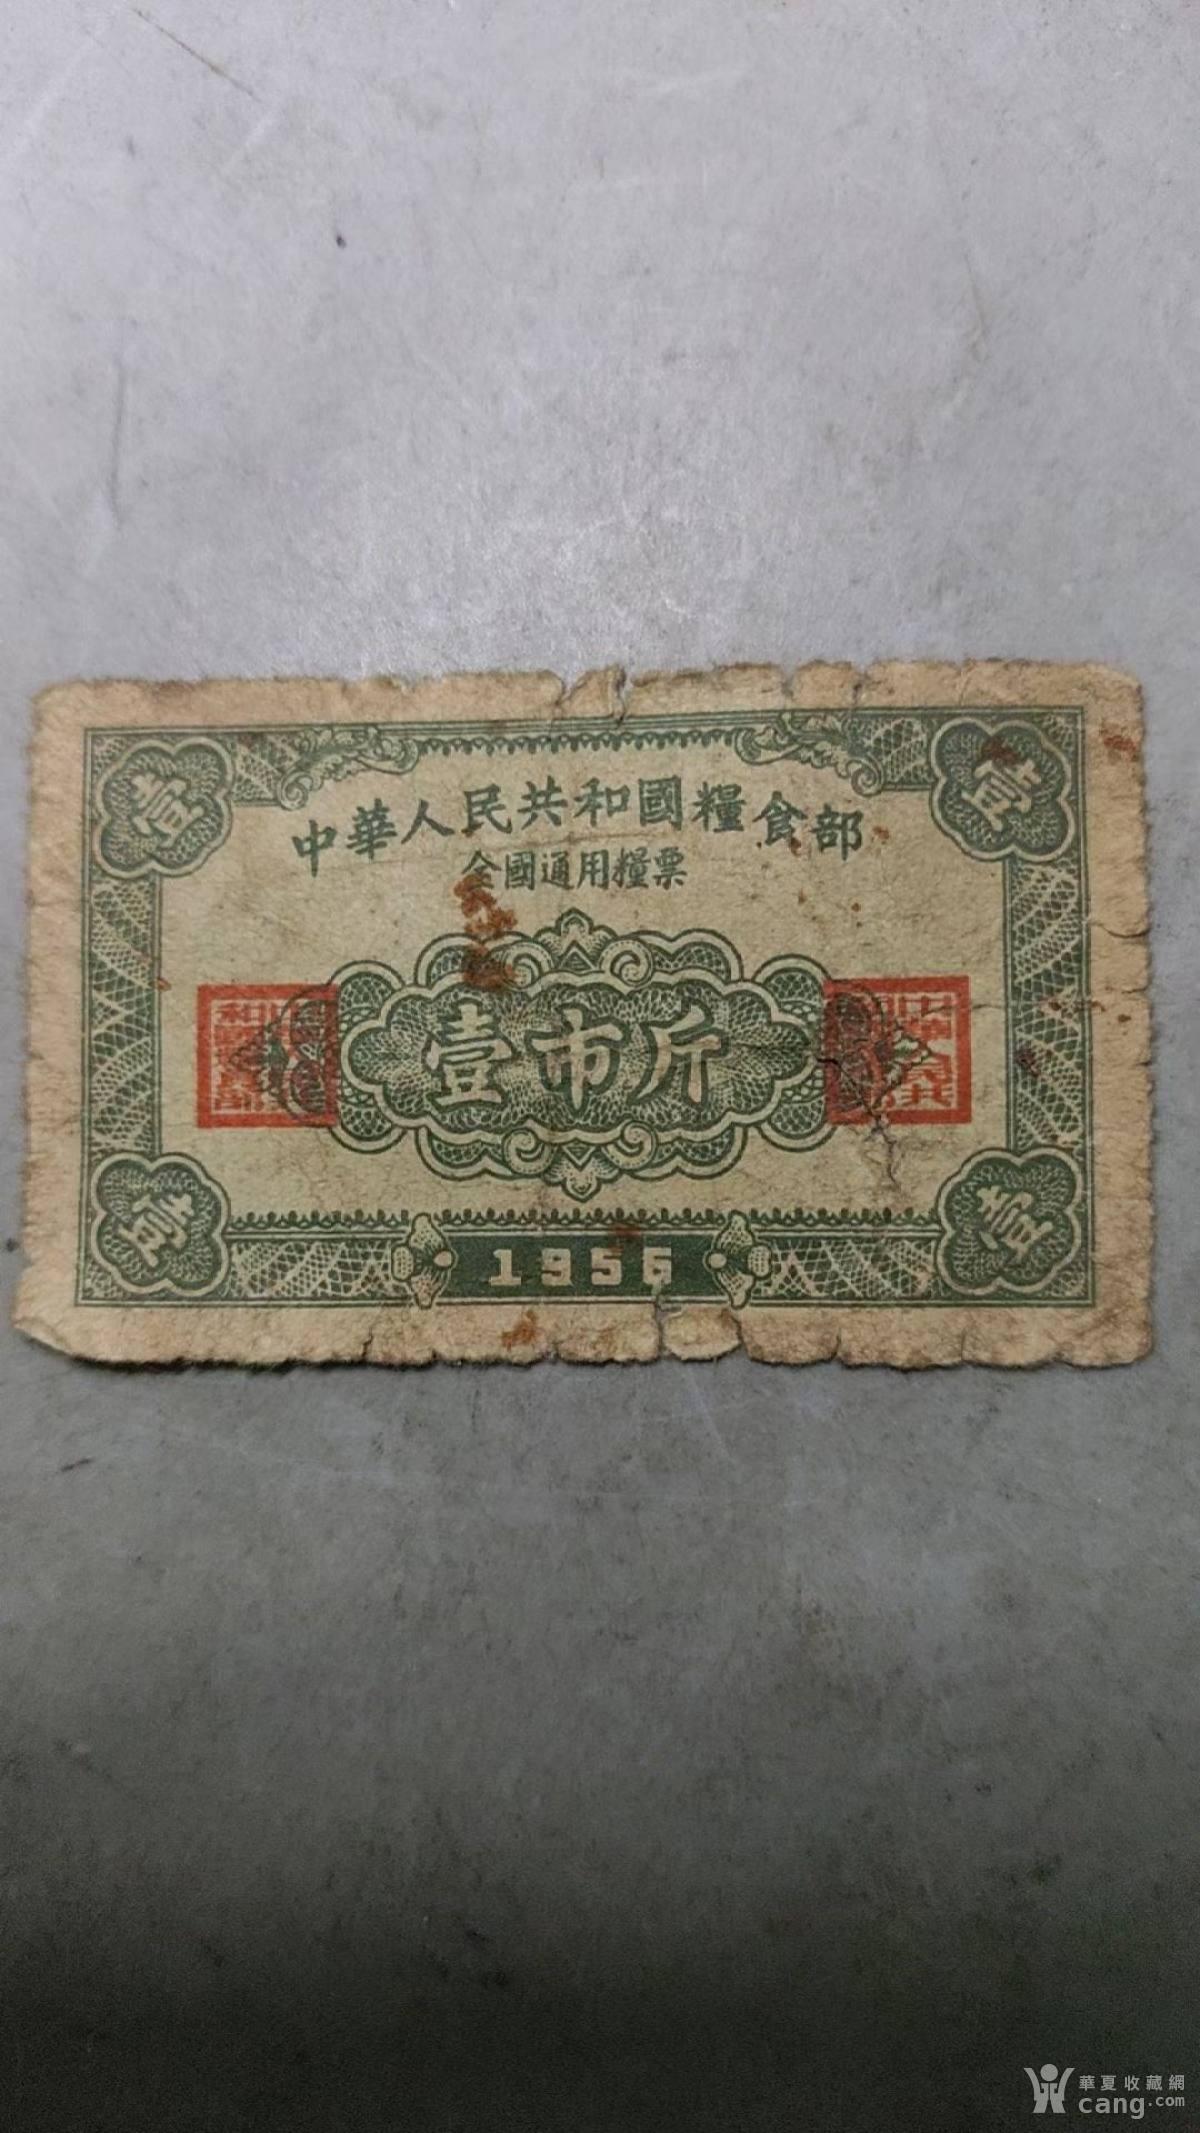 壹
壹
中華人民共和國糧食部
全國通用糧票
壹市斤
壹
1956
壹
華夏收藏網
cang.com